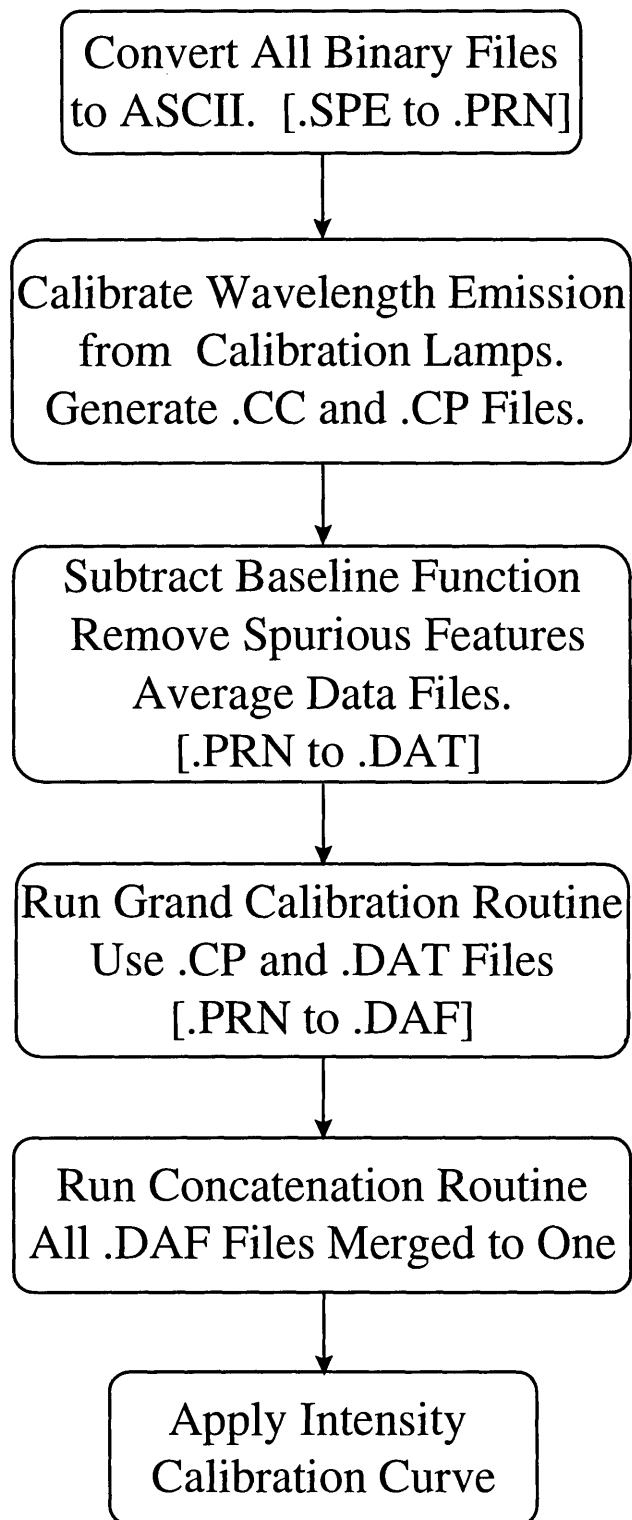 Convert All Binary Files
to ASCII. [.SPE to .PRN]
Calibrate Wavelength Emission
from Calibration Lamps.
Generate .CC and .CP Files.
Subtract Baseline Function
Remove Spurious Features
Average Data Files.
[.PRN to .DAT]
Run Grand Calibration Routine
Use .CP and .DAT Files
[.PRN to .DAF]
Run Concatenation Routine
All .DAF Files Merged to One
Apply Intensity
Calibration Curve